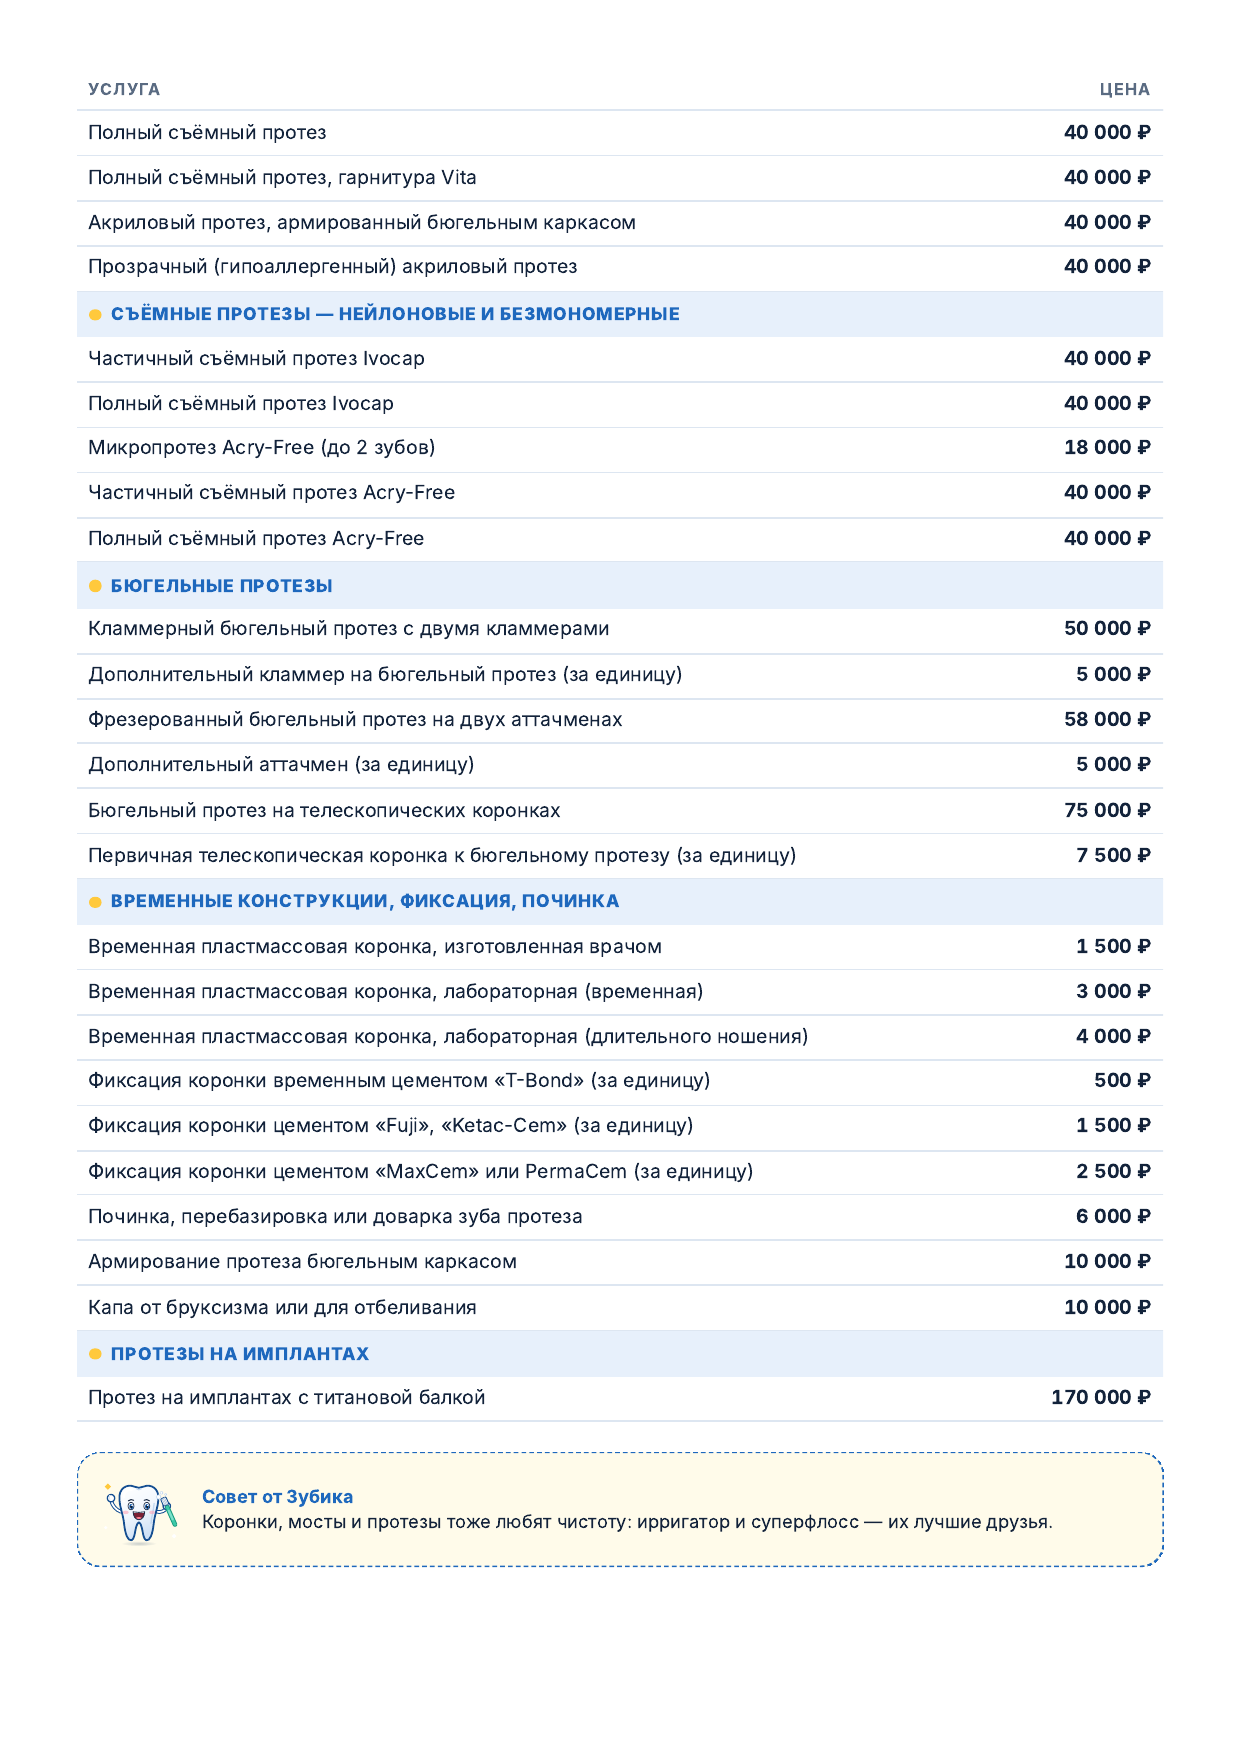 УСЛУГА ЦЕНА
Полный съёмный протез 40 000 ₽
Полный съёмный протез, гарнитура Vita 40 000 ₽
Акриловый протез, армированный бюгельным каркасом 40 000 ₽
Прозрачный (гипоаллергенный) акриловый протез 40 000 ₽
СЪЁМНЫЕ ПРОТЕЗЫ — НЕЙЛОНОВЫЕ И БЕЗМОНОМЕРНЫЕ
Частичный съёмный протез Ivocap 40 000 ₽
Полный съёмный протез Ivocap 40 000 ₽
Микропротез Acry-Free (до 2 зубов) 18 000 ₽
Частичный съёмный протез Acry-Free 40 000 ₽
Полный съёмный протез Acry-Free 40 000 ₽
БЮГЕЛЬНЫЕ ПРОТЕЗЫ
Кламмерный бюгельный протез с двумя кламмерами 50 000 ₽
Дополнительный кламмер на бюгельный протез (за единицу) 5 000 ₽
Фрезерованный бюгельный протез на двух аттачменах 58 000 ₽
Дополнительный аттачмен (за единицу) 5 000 ₽
Бюгельный протез на телескопических коронках 75 000 ₽
Первичная телескопическая коронка к бюгельному протезу (за единицу) 7 500 ₽
ВРЕМЕННЫЕ КОНСТРУКЦИИ, ФИКСАЦИЯ, ПОЧИНКА
Временная пластмассовая коронка, изготовленная врачом 1 500 ₽
Временная пластмассовая коронка, лабораторная (временная) 3 000 ₽
Временная пластмассовая коронка, лабораторная (длительного ношения) 4 000 ₽
Фиксация коронки временным цементом «T-Bond» (за единицу) 500 ₽
Фиксация коронки цементом «Fuji», «Ketac-Cem» (за единицу) 1 500 ₽
Фиксация коронки цементом «MaxCem» или PermaCem (за единицу) 2 500 ₽
Починка, перебазировка или доварка зуба протеза 6 000 ₽
Армирование протеза бюгельным каркасом 10 000 ₽
Капа от бруксизма или для отбеливания 10 000 ₽
ПРОТЕЗЫ НА ИМПЛАНТАХ
Протез на имплантах с титановой балкой 170 000 ₽
Совет от Зубика
Коронки, мосты и протезы тоже любят чистоту: ирригатор и суперфлосс — их лучшие друзья.